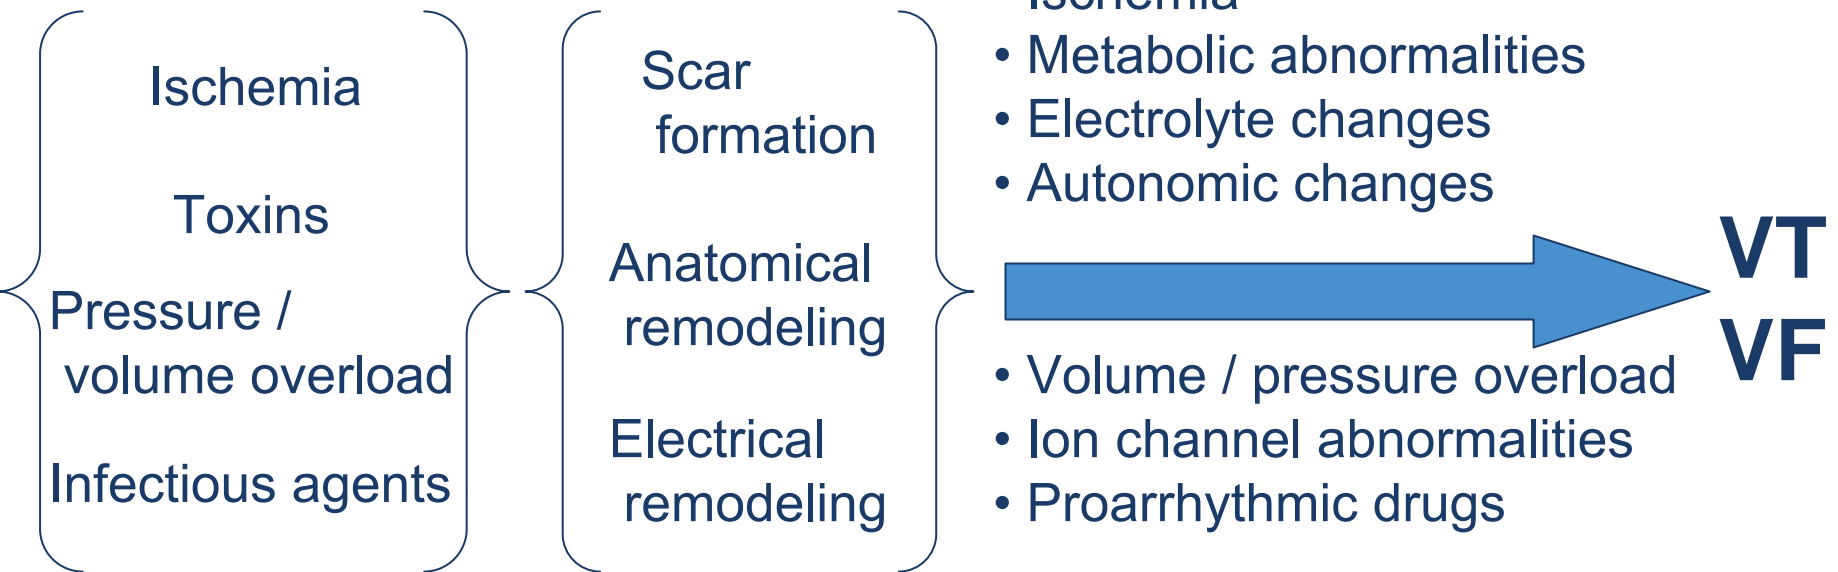 Ischemia
Toxins
Pressure /
volume overload
Infectious agents
Scar
formation
Anatomical
remodeling
Electrical
remodeling
Ischemia
• Metabolic abnormalities
• Electrolyte changes
• Autonomic changes
• Volume / pressure overload
• Ion channel abnormalities
• Proarrhythmic drugs
VT
VF